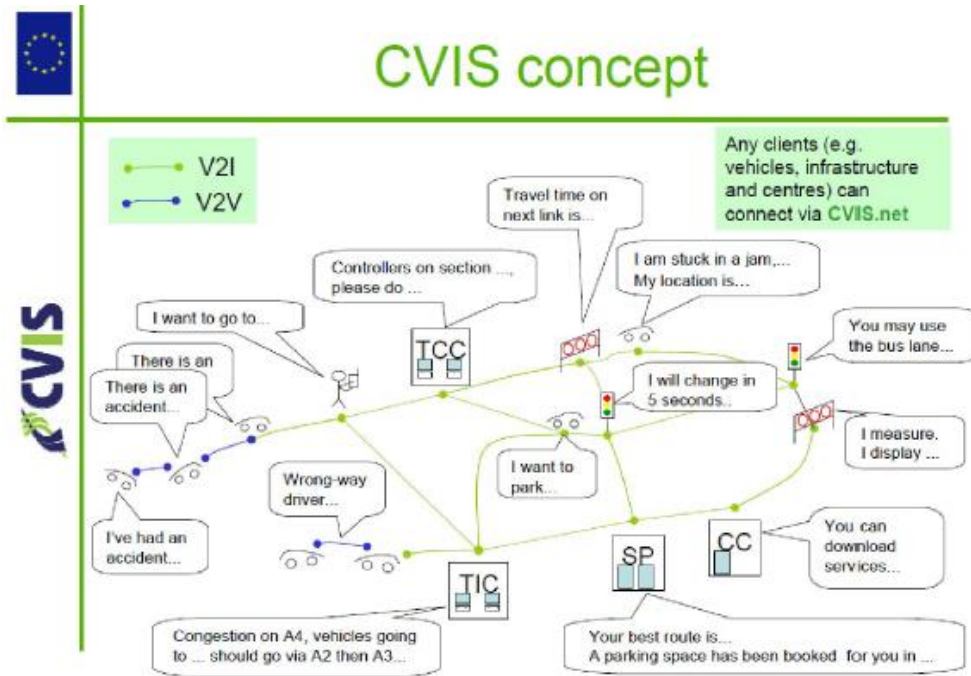 CVIS concept
V2I
V2V
Any clients (e.g.
vehicles, infrastructure
and centres) can
connect via CVIIS.net
Travel time on
next link is...
I am stuck in a jam,...
My location is...
Controllers on section ...,
please do ...
I want to go to...
You may use
the bus lane...
TCC
There is an
There is an
accident...
I will change in
5 seconds..
CVIS
I measure.
I display ...
I want to
park...
Wrong-way
driver...
I've had an
accident...
You can
download
services...
CC
SP
TIC
Congestion on A4, vehicles going
to ... should go via A2 then A3...
Your best route is...
A parking space has been booked for you in ...